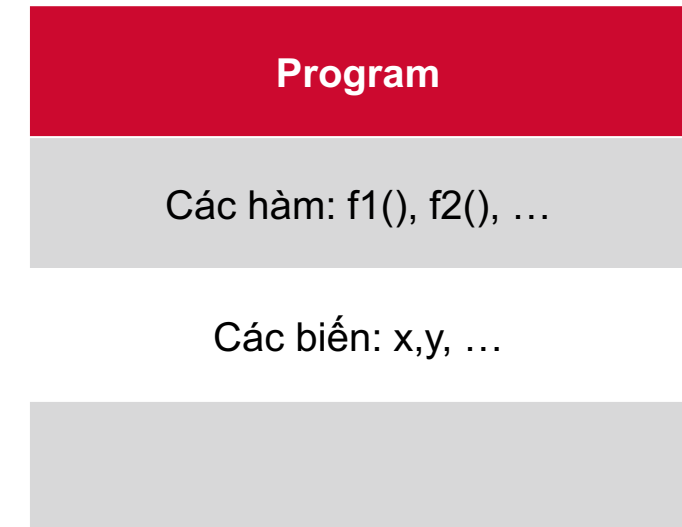 Program
Các hàm: f1(), f2(), …
Các biến: x,y, …